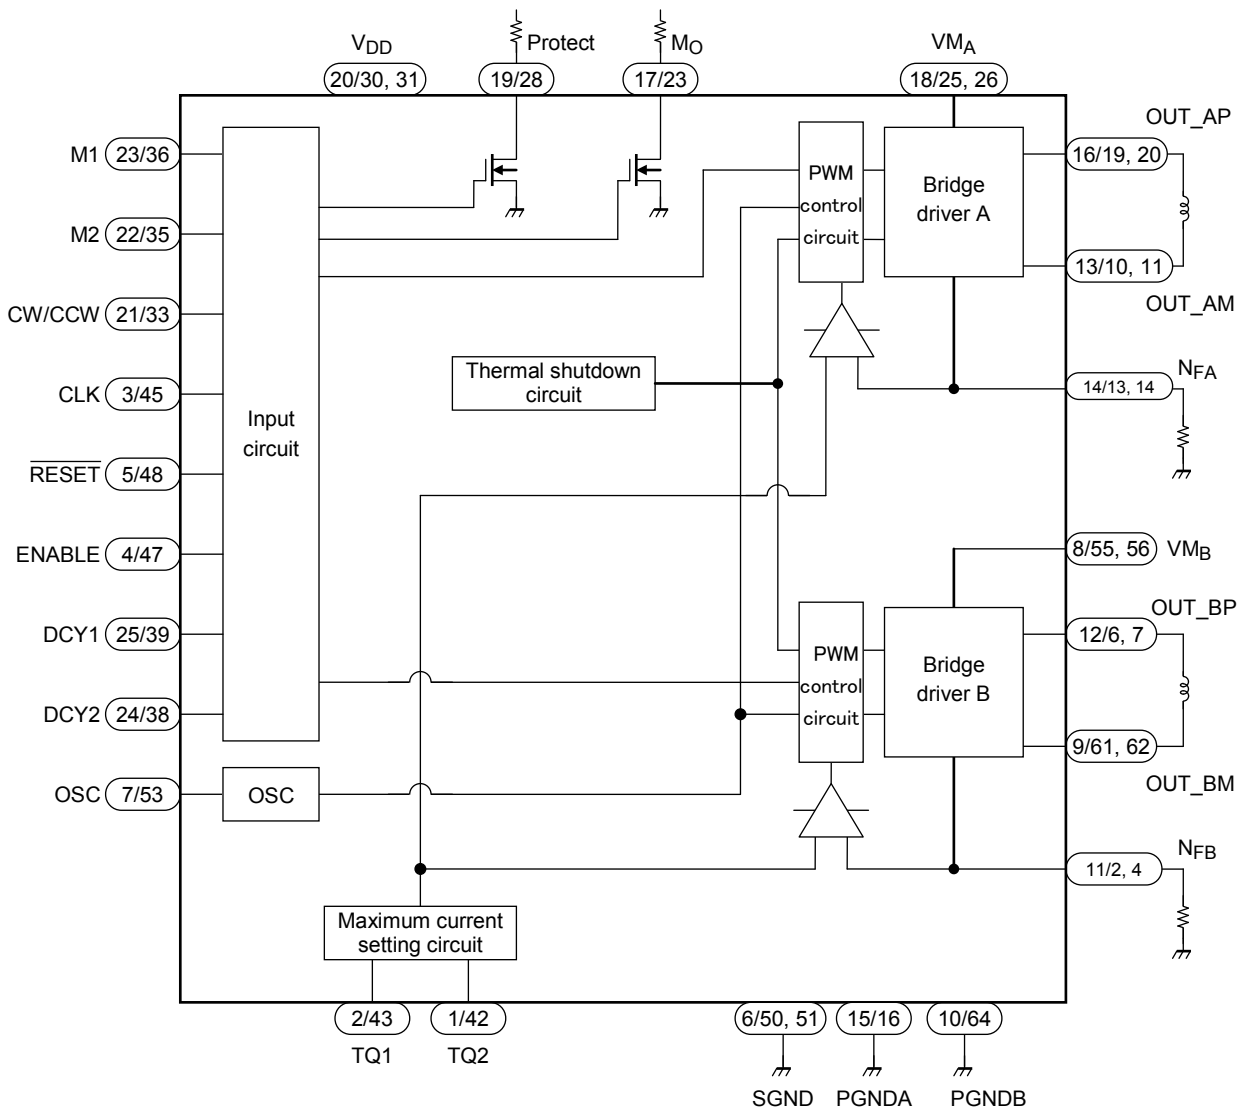 VDD
Protect
MO
VMA
20/30, 31
19/28
17/23
18/25, 26
OUT_AP
M1
23/36
16/19, 20
PWM
control
circuit
Bridge
driver A
M2
22/35
13/10, 11
OUT_AM
CW/CCW
21/33
Thermal shutdown
circuit
NFA
14/13, 14
CLK
3/45
Input
circuit
RESET
5/48
ENABLE
4/47
8/55, 56
VMB
OUT_BP
DCY1
25/39
12/6, 7
PWM
control
circuit
Bridge
driver B
DCY2
24/38
9/61, 62
OUT_BM
OSC
7/53
OSC
NFB
11/2, 4
Maximum current
setting circuit
2/43
1/42
6/50, 51
15/16
10/64
TQ1
TQ2
SGND
PGNDA
PGNDB